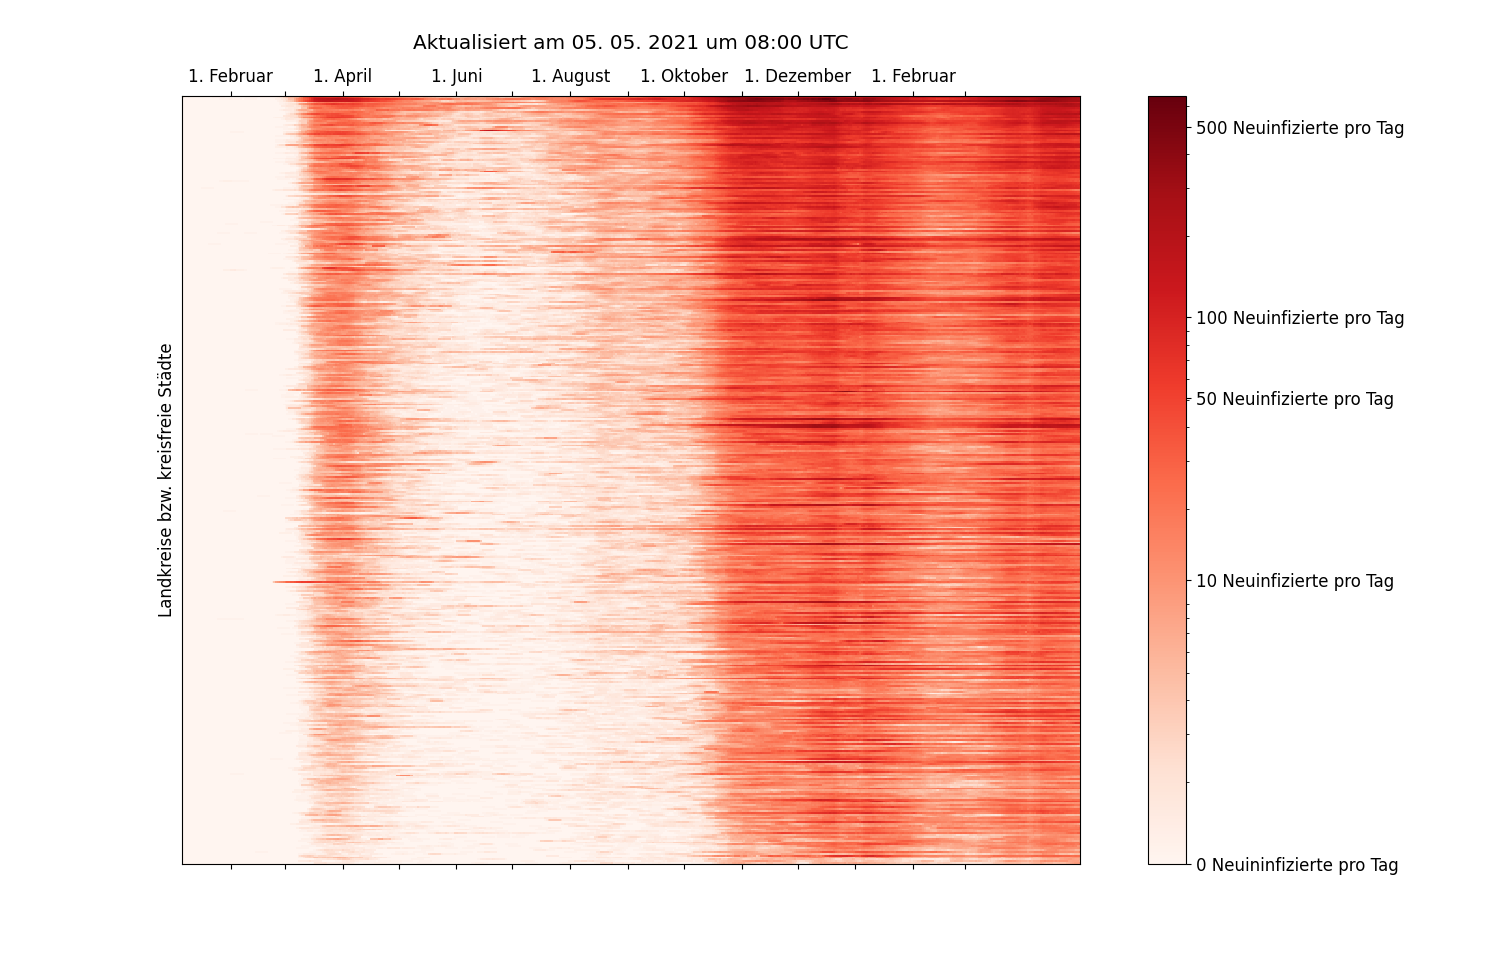 Aktualisiert am 05. 05. 2021 um 08:00 UTC
1. Februar 1. April 1. Juni 1. August 1. Oktober 1. Dezember 1. Februar
Landkreise bzw. kreisfreie Städte
500 Neuinfizierte pro Tag
100 Neuinfizierte pro Tag
50 Neuinfizierte pro Tag
10 Neuinfizierte pro Tag
0 Neuininfizierte pro Tag